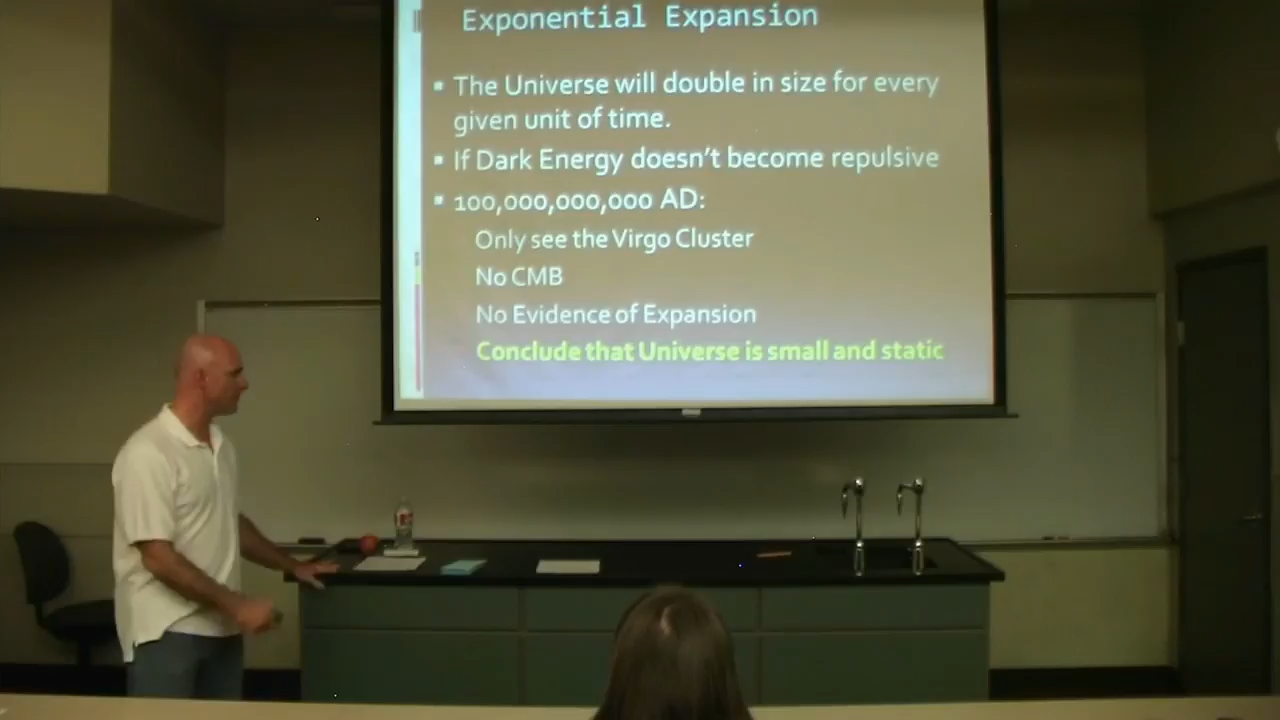 Exponential Expansion
▪ The Universe will double in size for every
given unit of time.
▪ If Dark Energy doesn't become repulsive
▪ 100,000,000,000 AD:
Only see the Virgo Cluster
No CMB
No Evidence of Expansion
Conclude that Universe is small and static